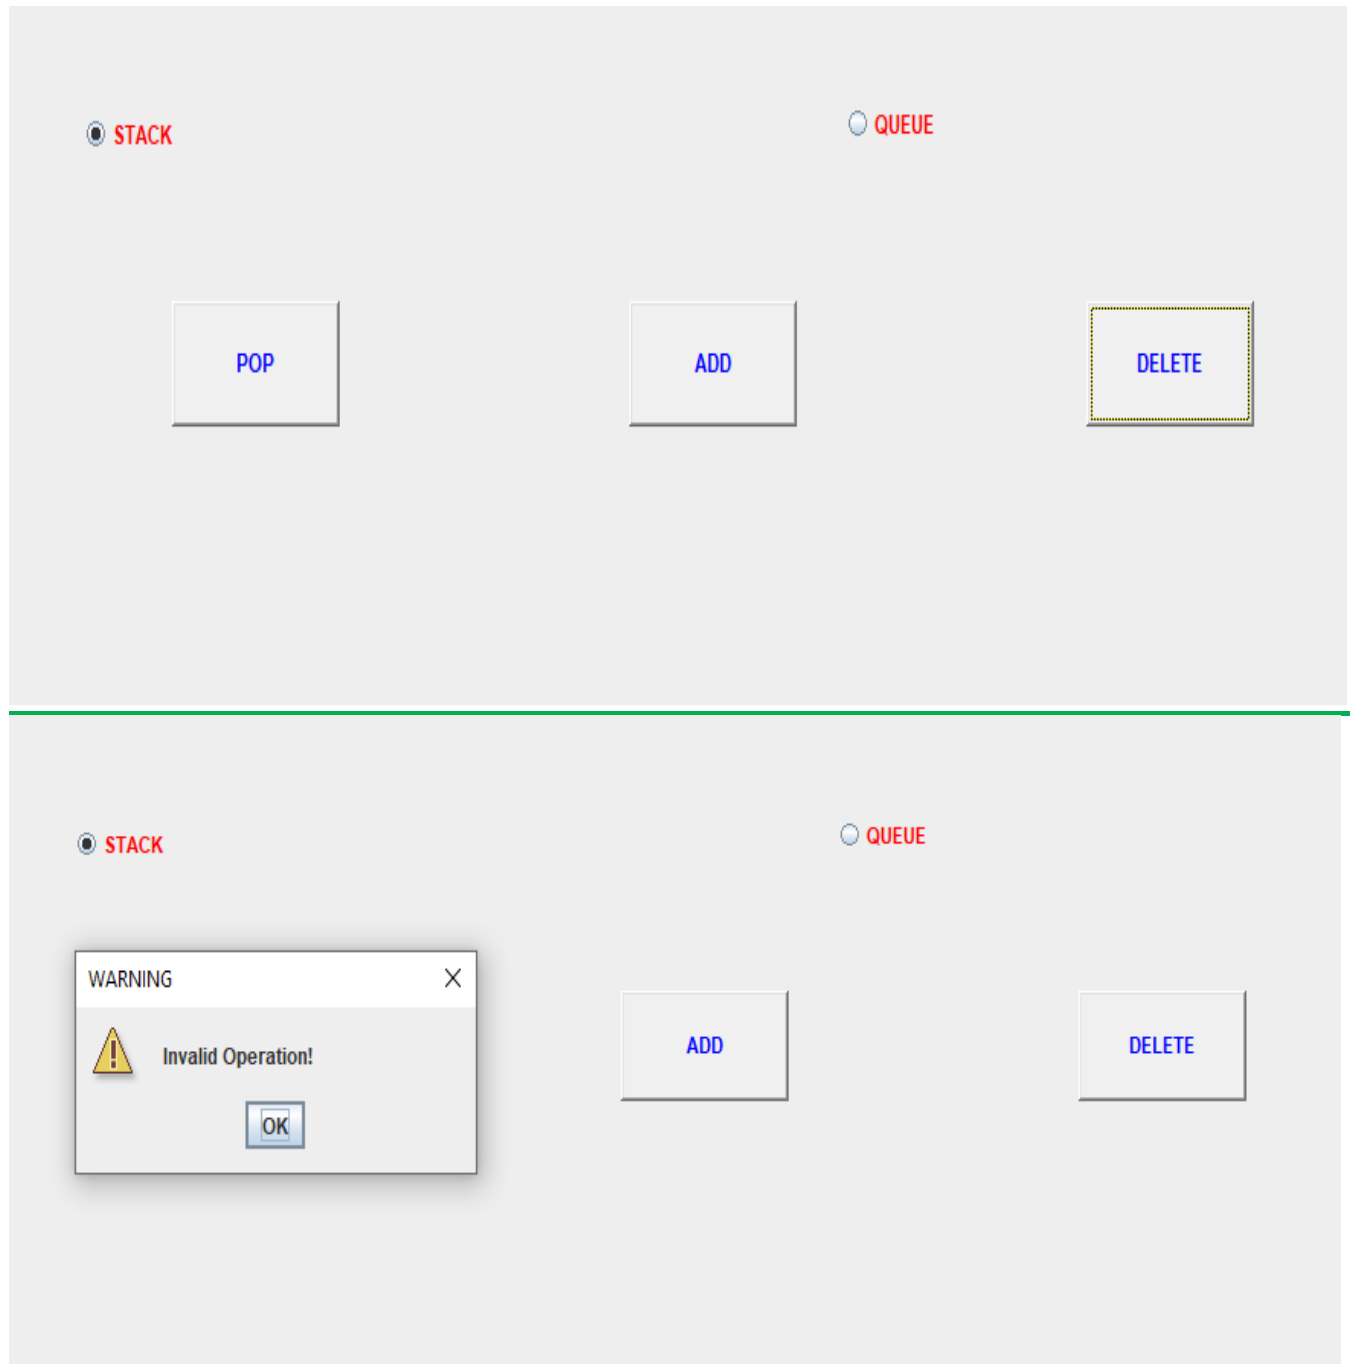 STACK
QUEUE
POP
ADD
DELETE
STACK
QUEUE
WARNING
Invalid Operation!
OK
ADD
DELETE